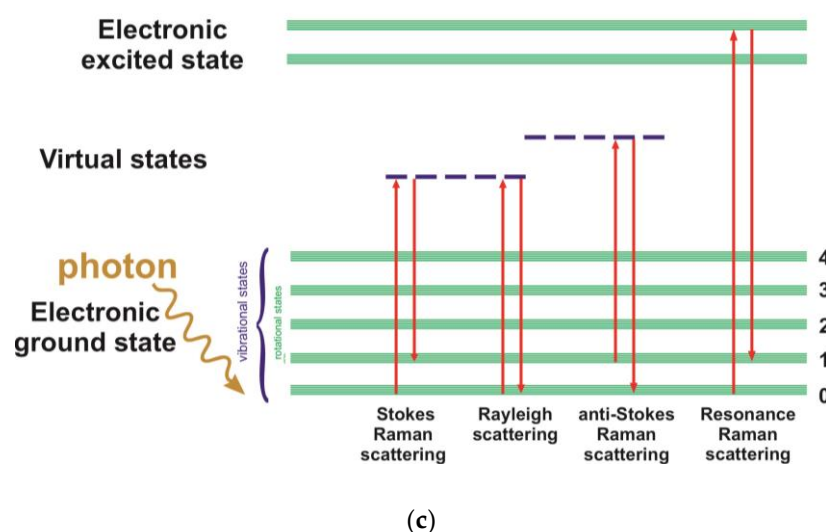 Electronic
excited state
Virtual states
photon
Electronic
ground state
vibrational states
rotational states
4
3
2
1
0
Stokes
Raman
scattering
Rayleigh
scattering
anti-Stokes
Raman
scattering
Resonance
Raman
scattering
(c)